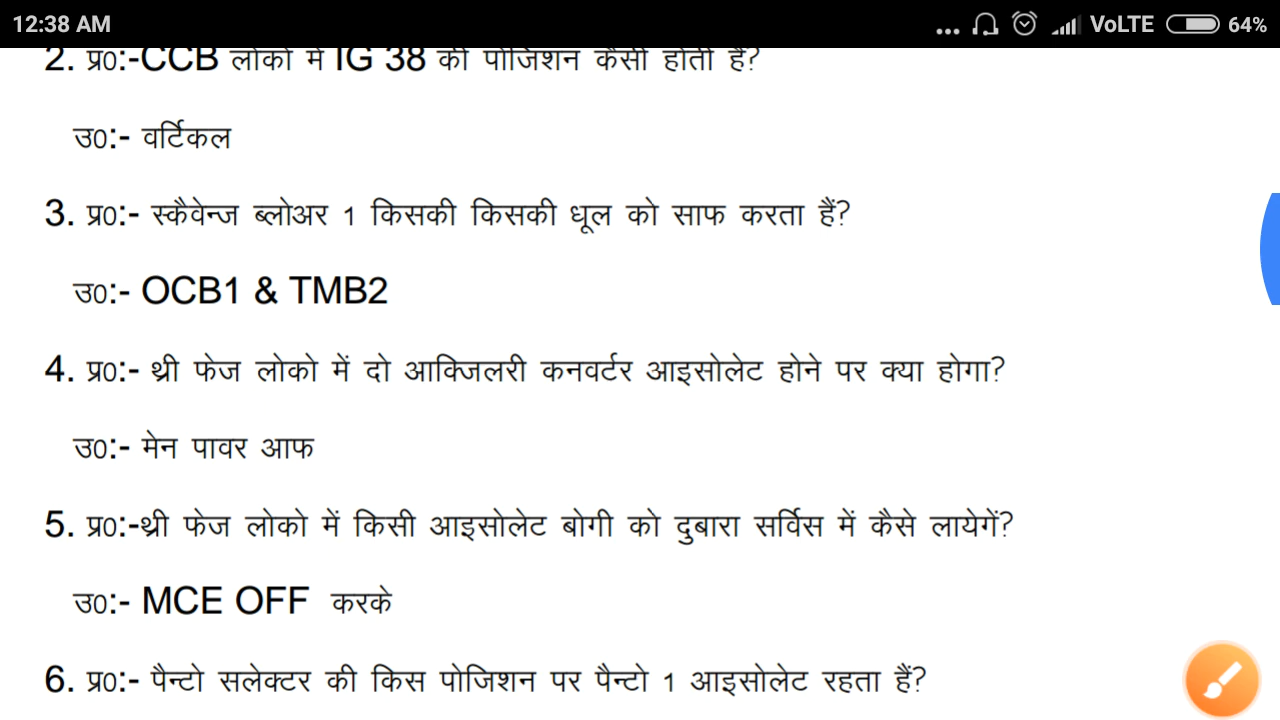 12:38 AM ... VoLTE 64%
2. प्र0:-CCB लोको में IG 38 की पोजिशन कैसी होती हैं?
उ0:- वर्टिकल
3. प्र0:- स्कैवेन्ज ब्लोअर 1 किसकी किसकी धूल को साफ करता हैं?
उ0:- OCB1 & TMB2
4. प्र0:- थ्री फेज लोको में दो आक्जिलरी कनवर्टर आइसोलेट होने पर क्या होगा?
उ0:- मेन पावर आफ
5. प्र0:-थ्री फेज लोको में किसी आइसोलेट बोगी को दुबारा सर्विस में कैसे लायेगें?
उ0:- MCE OFF करके
6. प्र0:- पैन्टो सलेक्टर की किस पोजिशन पर पैन्टो 1 आइसोलेट रहता हैं?